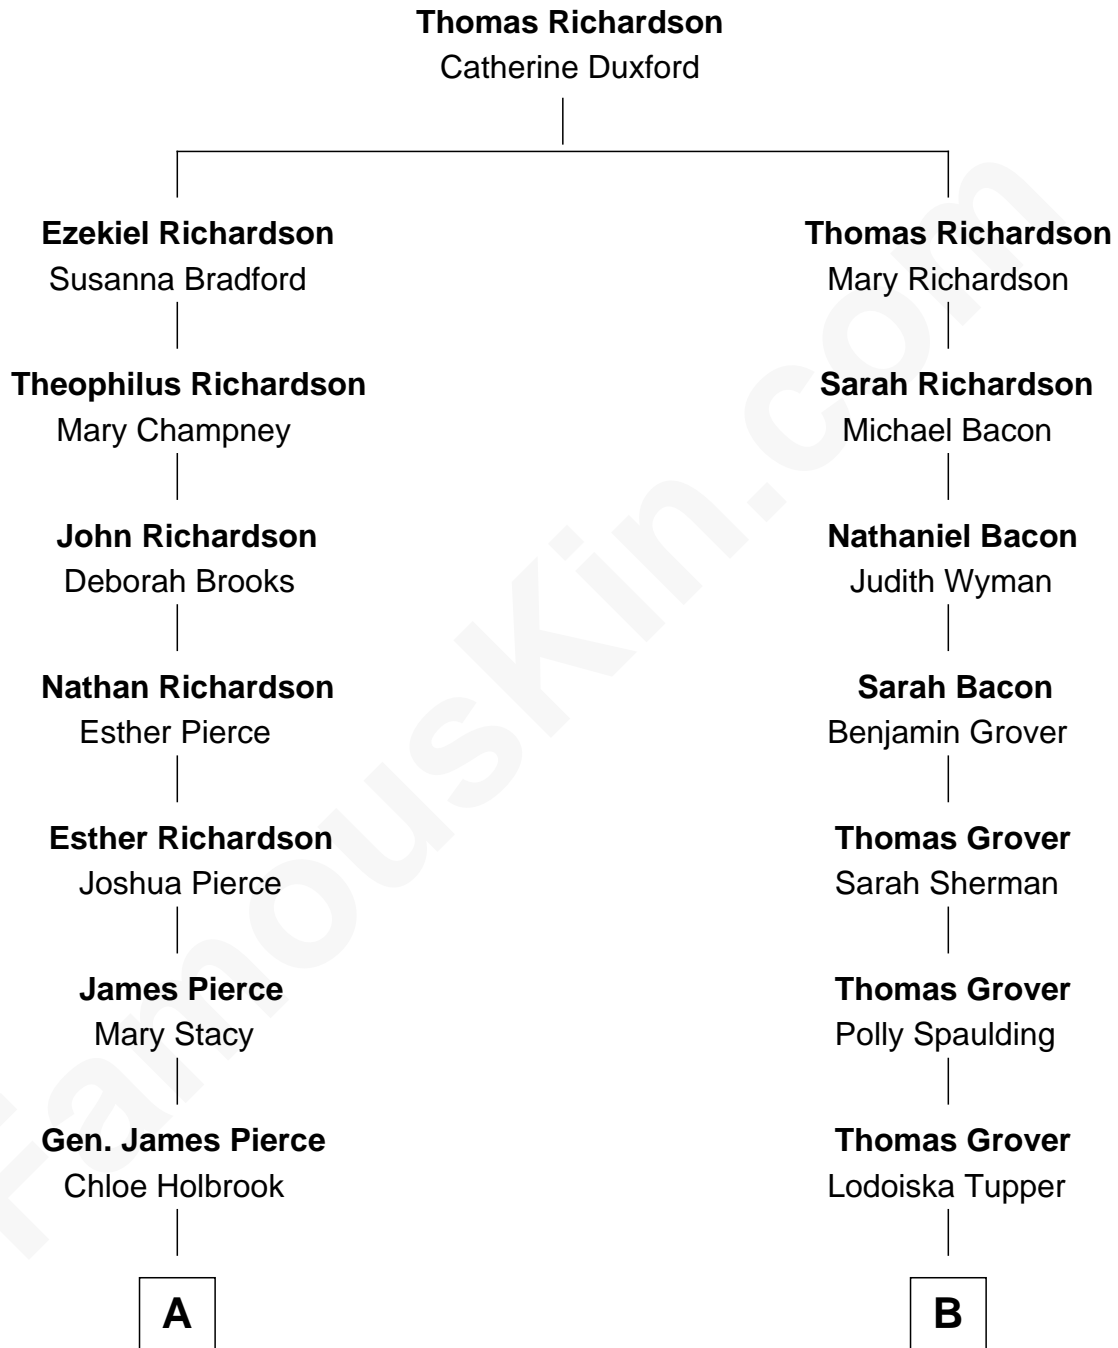 Thomas Richardson
Catherine Duxford
Ezekiel Richardson
Susanna Bradford
Thomas Richardson
Mary Richardson
Theophilus Richardson
Mary Champney
Sarah Richardson
Michael Bacon
John Richardson
Deborah Brooks
Nathaniel Bacon
Judith Wyman
Nathan Richardson
Esther Pierce
Sarah Bacon
Benjamin Grover
Esther Richardson
Joshua Pierce
Thomas Grover
Sarah Sherman
James Pierce
Mary Stacy
Thomas Grover
Polly Spaulding
Gen. James Pierce
Chloe Holbrook
Thomas Grover
Lodoiska Tupper
A
B
FamousKin.com